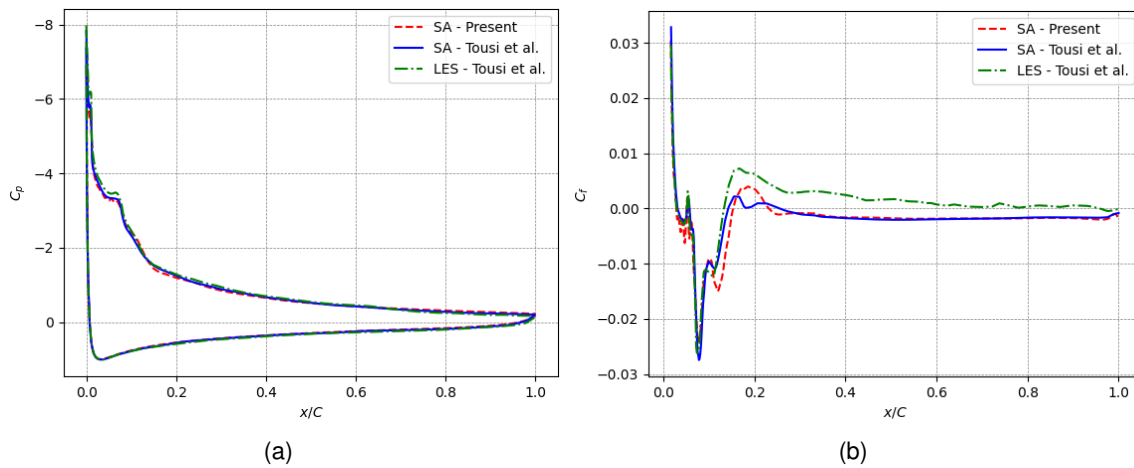 −8
−6
−4
−2
0
C_p
0.0 0.2 0.4 0.6 0.8 1.0
x/C
SA - Present
SA - Tousi et al.
LES - Tousi et al.
(a)
0.03
0.02
0.01
0.00
−0.01
−0.02
−0.03
C_f
0.0 0.2 0.4 0.6 0.8 1.0
x/C
SA - Present
SA - Tousi et al.
LES - Tousi et al.
(b)